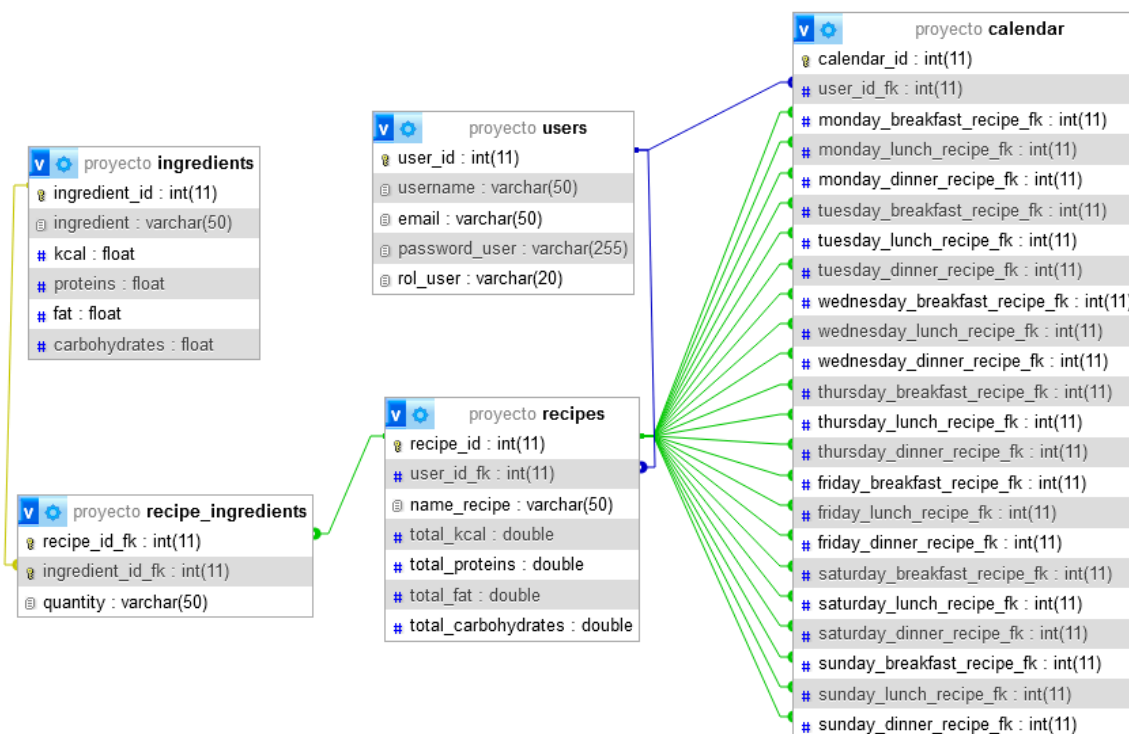 proyecto ingredients
ingredient_id : int(11)
ingredient : varchar(50)
kcal : float
proteins : float
fat : float
carbohydrates : float
proyecto recipe_ingredients
recipe_id_fk : int(11)
ingredient_id_fk : int(11)
quantity : varchar(50)
proyecto users
user_id : int(11)
username : varchar(50)
email : varchar(50)
password_user : varchar(255)
rol_user : varchar(20)
proyecto recipes
recipe_id : int(11)
user_id_fk : int(11)
name_recipe : varchar(50)
total_kcal : double
total_proteins : double
total_fat : double
total_carbohydrates : double
proyecto calendar
calendar_id : int(11)
user_id_fk : int(11)
monday_breakfast_recipe_fk : int(11)
monday_lunch_recipe_fk : int(11)
monday_dinner_recipe_fk : int(11)
tuesday_breakfast_recipe_fk : int(11)
tuesday_lunch_recipe_fk : int(11)
tuesday_dinner_recipe_fk : int(11)
wednesday_breakfast_recipe_fk : int(11)
wednesday_lunch_recipe_fk : int(11)
wednesday_dinner_recipe_fk : int(11)
thursday_breakfast_recipe_fk : int(11)
thursday_lunch_recipe_fk : int(11)
thursday_dinner_recipe_fk : int(11)
friday_breakfast_recipe_fk : int(11)
friday_lunch_recipe_fk : int(11)
friday_dinner_recipe_fk : int(11)
saturday_breakfast_recipe_fk : int(11)
saturday_lunch_recipe_fk : int(11)
saturday_dinner_recipe_fk : int(11)
sunday_breakfast_recipe_fk : int(11)
sunday_lunch_recipe_fk : int(11)
sunday_dinner_recipe_fk : int(11)